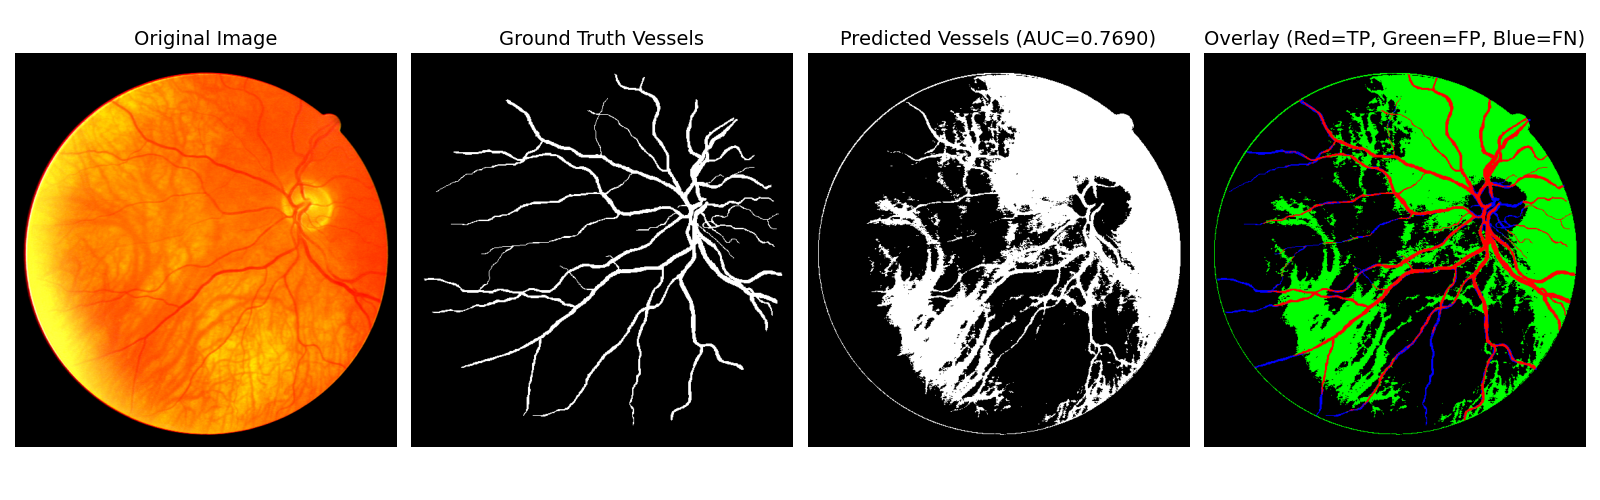 Original Image
Ground Truth Vessels
Predicted Vessels (AUC=0.7690)
Overlay (Red=TP, Green=FP, Blue=FN)